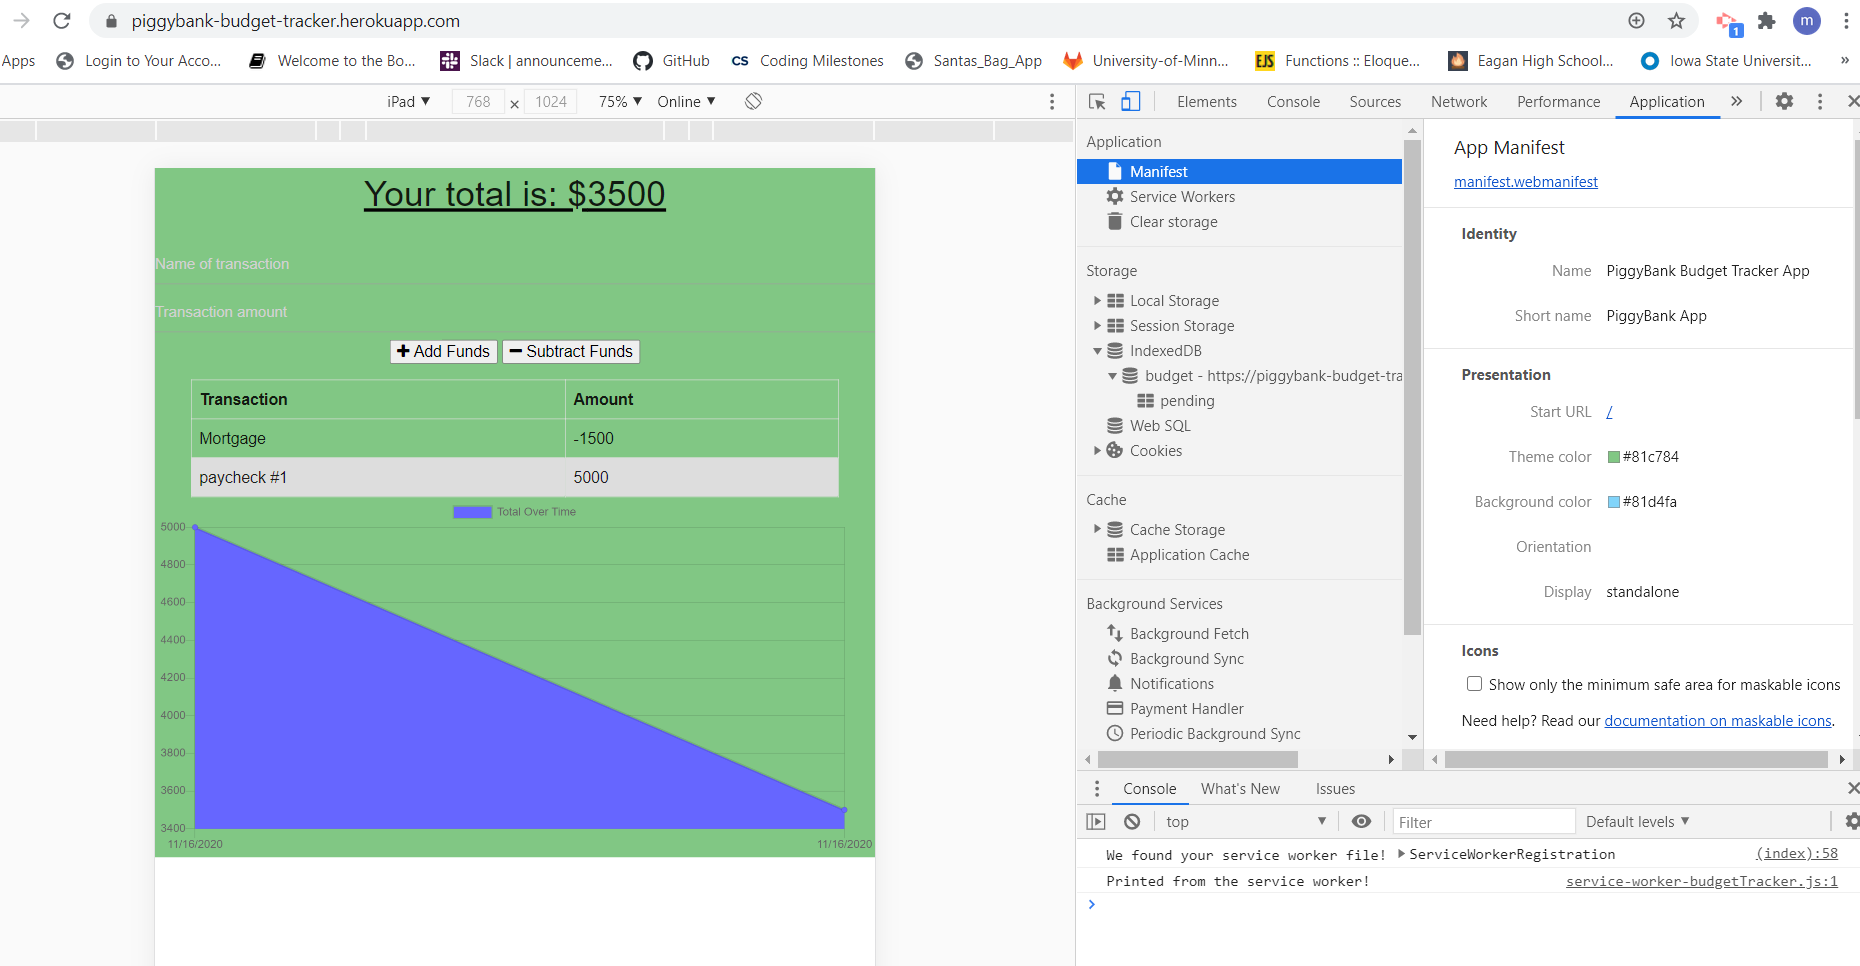 piggybank-budget-tracker.herokuapp.com
1
m
Apps
Login to Your Acco...
Welcome to the Bo...
Slack | announceme...
GitHub
CS Coding Milestones
Santas_Bag_App
University-of-Minn...
EJS Functions :: Eloque...
Eagan High School...
Iowa State Universit...
»
iPad ▼ 768 × 1024 75% ▼ Online ▼
Elements Console Sources Network Performance Application »
Your total is: $3500
Name of transaction
Transaction amount
Add Funds
Subtract Funds
Transaction Amount
Mortgage -1500
paycheck #1 5000
Total Over Time
5000
4800
4600
4400
4200
4000
3800
3600
3400
11/16/2020 11/16/2020
Application
Manifest
Service Workers
Clear storage
Storage
Local Storage
Session Storage
IndexedDB
budget - https://piggybank-budget-tra
pending
Web SQL
Cookies
Cache
Cache Storage
Application Cache
Background Services
Background Fetch
Background Sync
Notifications
Payment Handler
Periodic Background Sync
App Manifest
manifest.webmanifest
Identity
Name PiggyBank Budget Tracker App
Short name PiggyBank App
Presentation
Start URL /
Theme color #81c784
Background color #81d4fa
Orientation
Display standalone
Icons
Show only the minimum safe area for maskable icons
Need help? Read our documentation on maskable icons.
Console What's New Issues
top ▼ Filter Default levels ▼
We found your service worker file! ServiceWorkerRegistration (index):58
Printed from the service worker! service-worker-budgetTracker.js:1
>